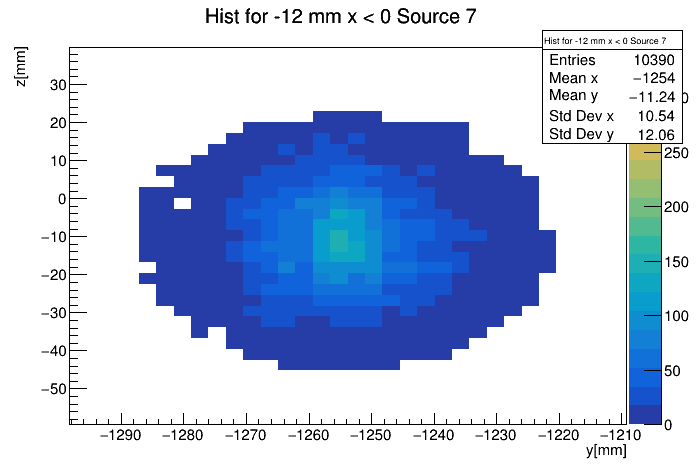 Hist for -12 mm x < 0 Source 7
z[mm]
Hist for -12 mm x < 0 Source 7
Entries 10390
Mean x −1254
Mean y −11.24
Std Dev x 10.54
Std Dev y 12.06
30
20
10
0
−10
−20
−30
−40
−50
250
200
150
100
50
0
−1290 −1280 −1270 −1260 −1250 −1240 −1230 −1220 −1210
y[mm]